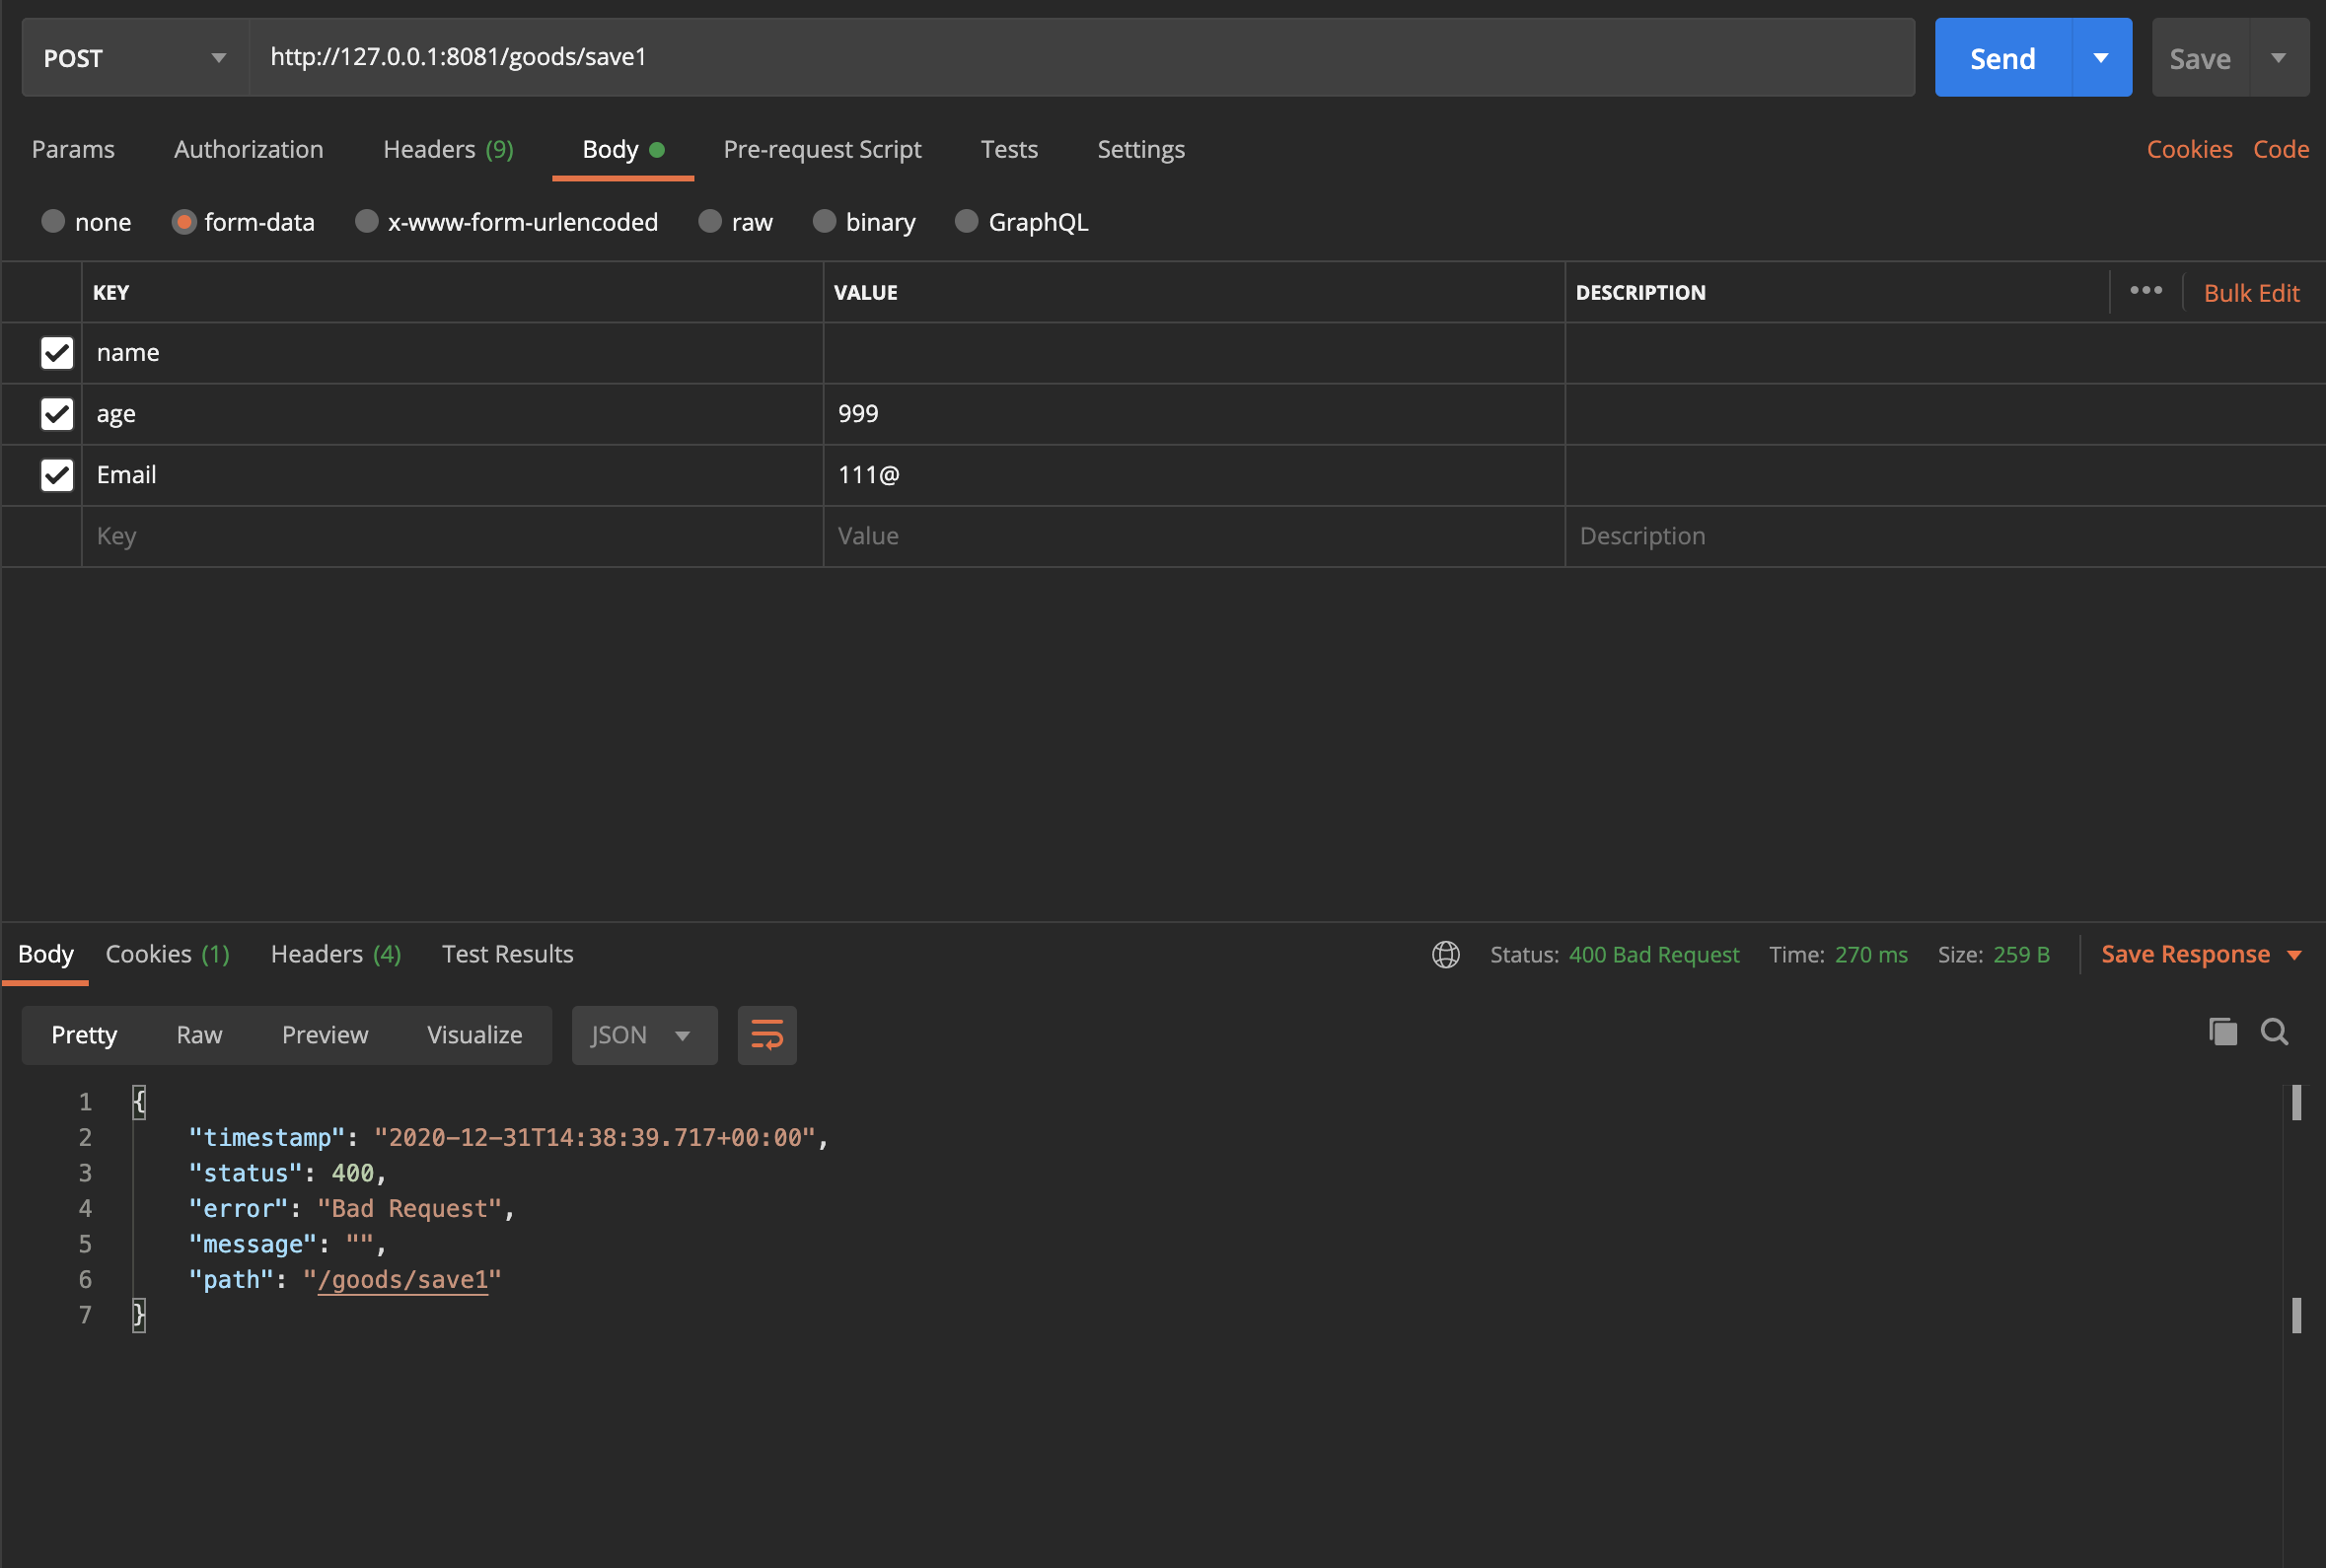 POST http://127.0.0.1:8081/goods/save1 Send Save
Params Authorization Headers (9) Body Pre-request Script Tests Settings Cookies Code
none form-data x-www-form-urlencoded raw binary GraphQL
KEY VALUE DESCRIPTION ••• Bulk Edit
name
age 999
Email 111@
Key Value Description
Body Cookies (1) Headers (4) Test Results Status: 400 Bad Request Time: 270 ms Size: 259 B Save Response
Pretty Raw Preview Visualize JSON
1 {
2 "timestamp": "2020-12-31T14:38:39.717+00:00",
3 "status": 400,
4 "error": "Bad Request",
5 "message": "",
6 "path": "/goods/save1"
7 }